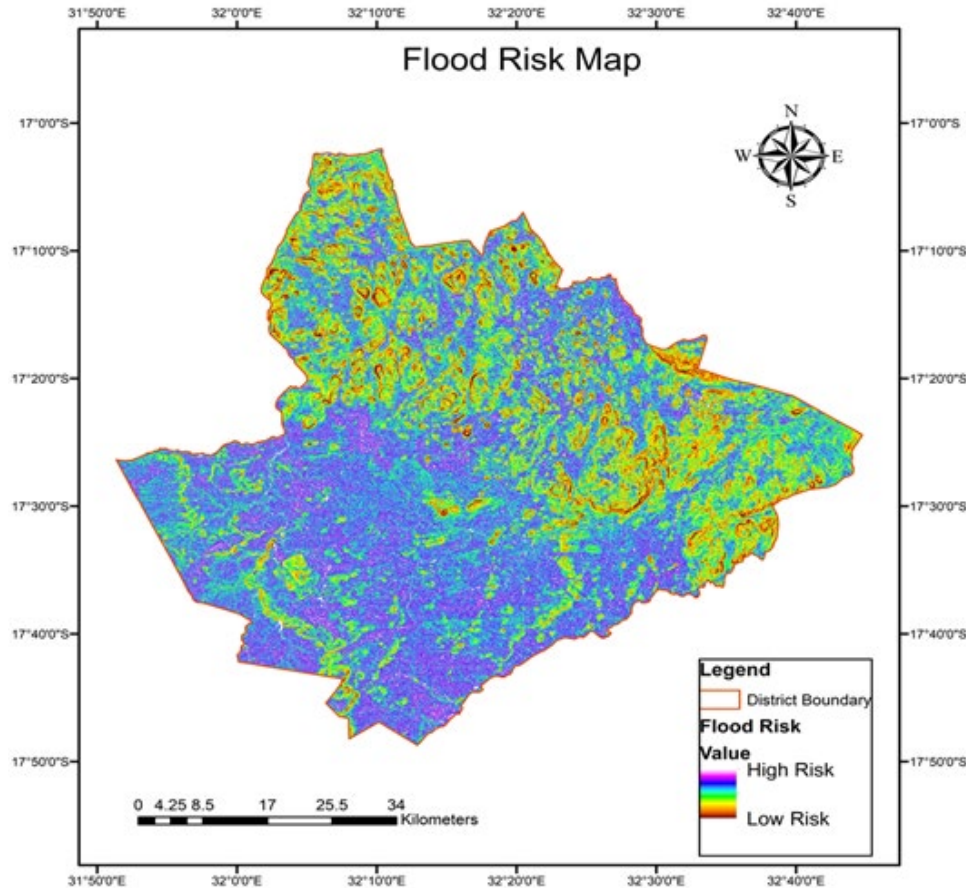 31°50'0"E 32°0'0"E 32°10'0"E 32°20'0"E 32°30'0"E 32°40'0"E
Flood Risk Map
N
W E
S
17°0'0"S 17°0'0"S
17°10'0"S 17°10'0"S
17°20'0"S 17°20'0"S
17°30'0"S 17°30'0"S
17°40'0"S 17°40'0"S
17°50'0"S 17°50'0"S
Legend
District Boundary
Flood Risk
Value
High Risk
Low Risk
0 4.25 8.5 17 25.5 34
Kilometers
31°50'0"E 32°0'0"E 32°10'0"E 32°20'0"E 32°30'0"E 32°40'0"E